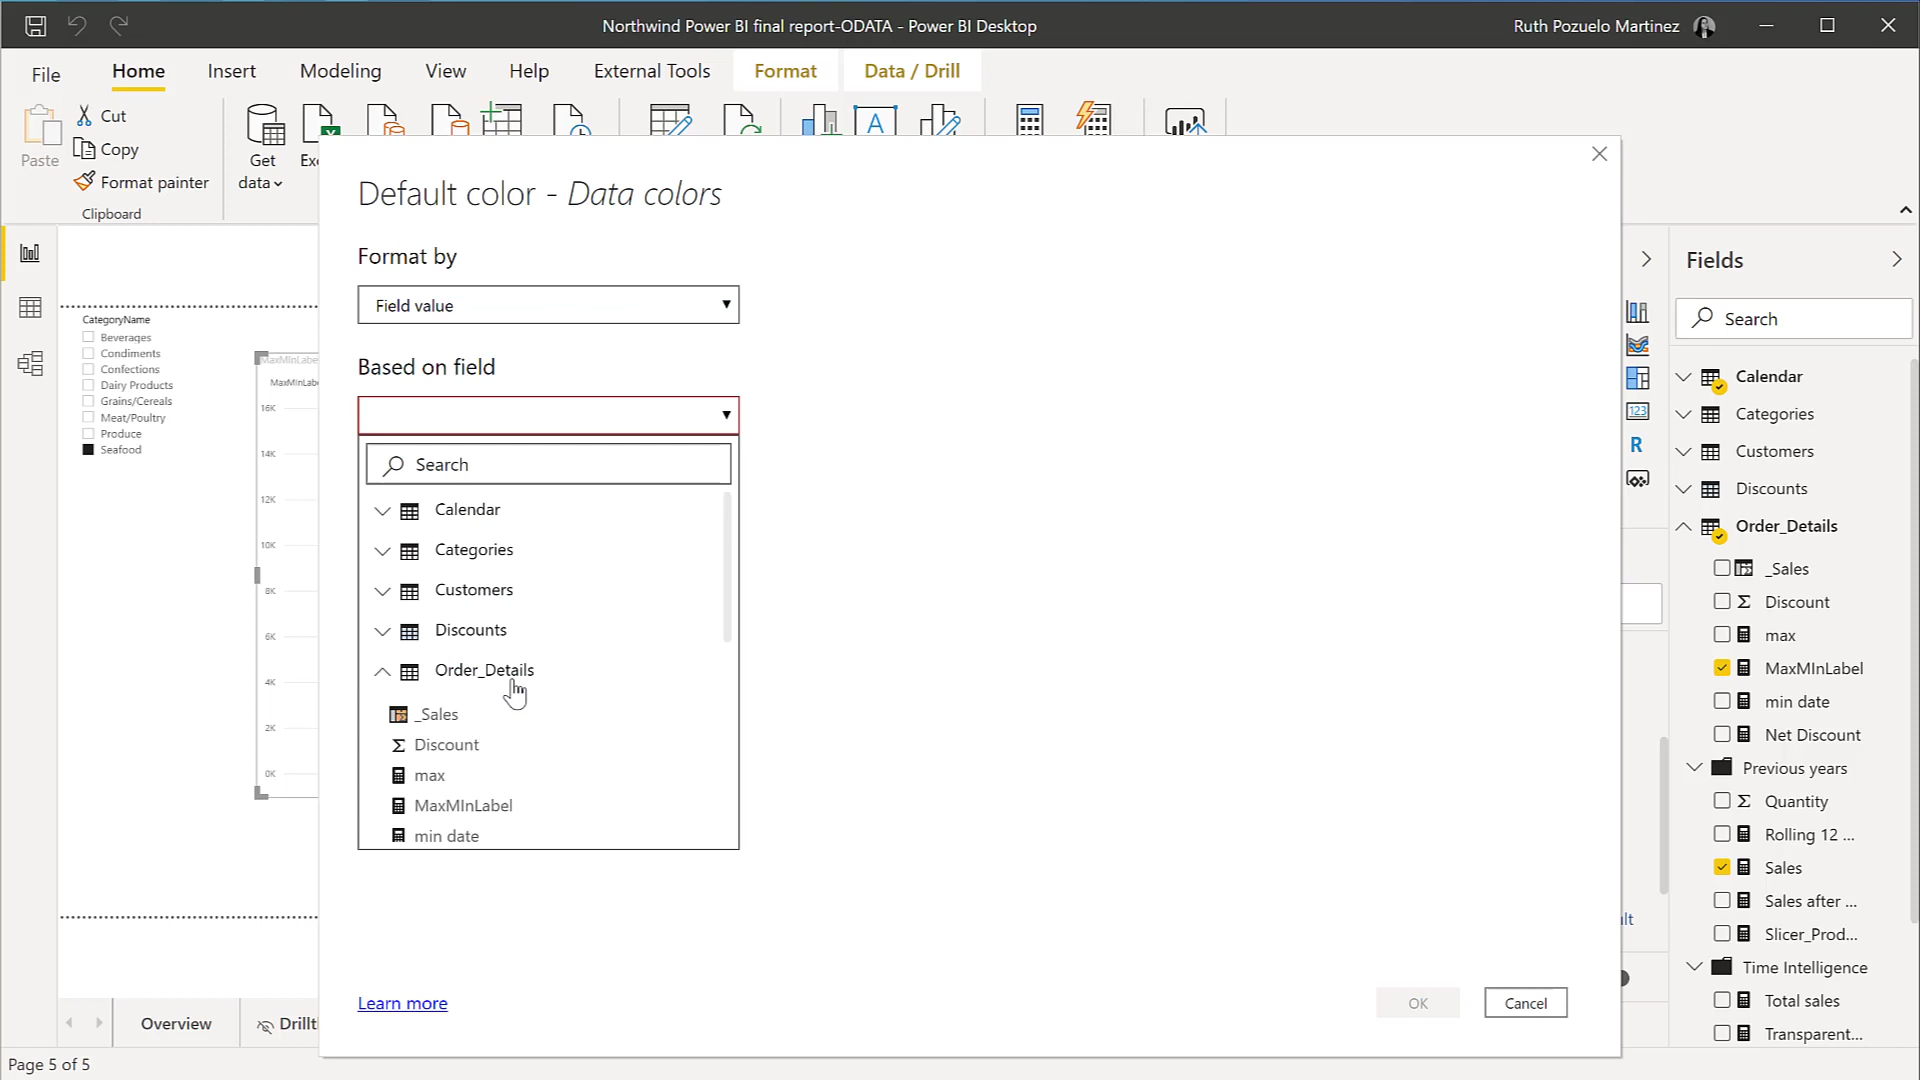 Northwind Power BI final report-ODATA - Power BI Desktop
Ruth Pozuelo Martinez
File
Home
Insert
Modeling
View
Help
External Tools
Format
Data / Drill
Paste
Cut
Copy
Format painter
Clipboard
Get
data
Default color - Data colors
Format by
Field value
Based on field
Search
Calendar
Categories
Customers
Discounts
Order_Details
_Sales
Discount
max
MaxMInLabel
min date
Learn more
OK
Cancel
CategoryName
Beverages
Condiments
Confections
Dairy Products
Grains/Cereals
Meat/Poultry
Produce
Seafood
16K
14K
12K
10K
8K
6K
4K
2K
0K
Fields
Search
Calendar
Categories
Customers
Discounts
Order_Details
_Sales
Discount
max
MaxMInLabel
min date
Net Discount
Previous years
Quantity
Rolling 12 ...
Sales
Sales after ...
Slicer_Prod...
Time Intelligence
Total sales
Transparent...
123
R
A
Overview
Page 5 of 5